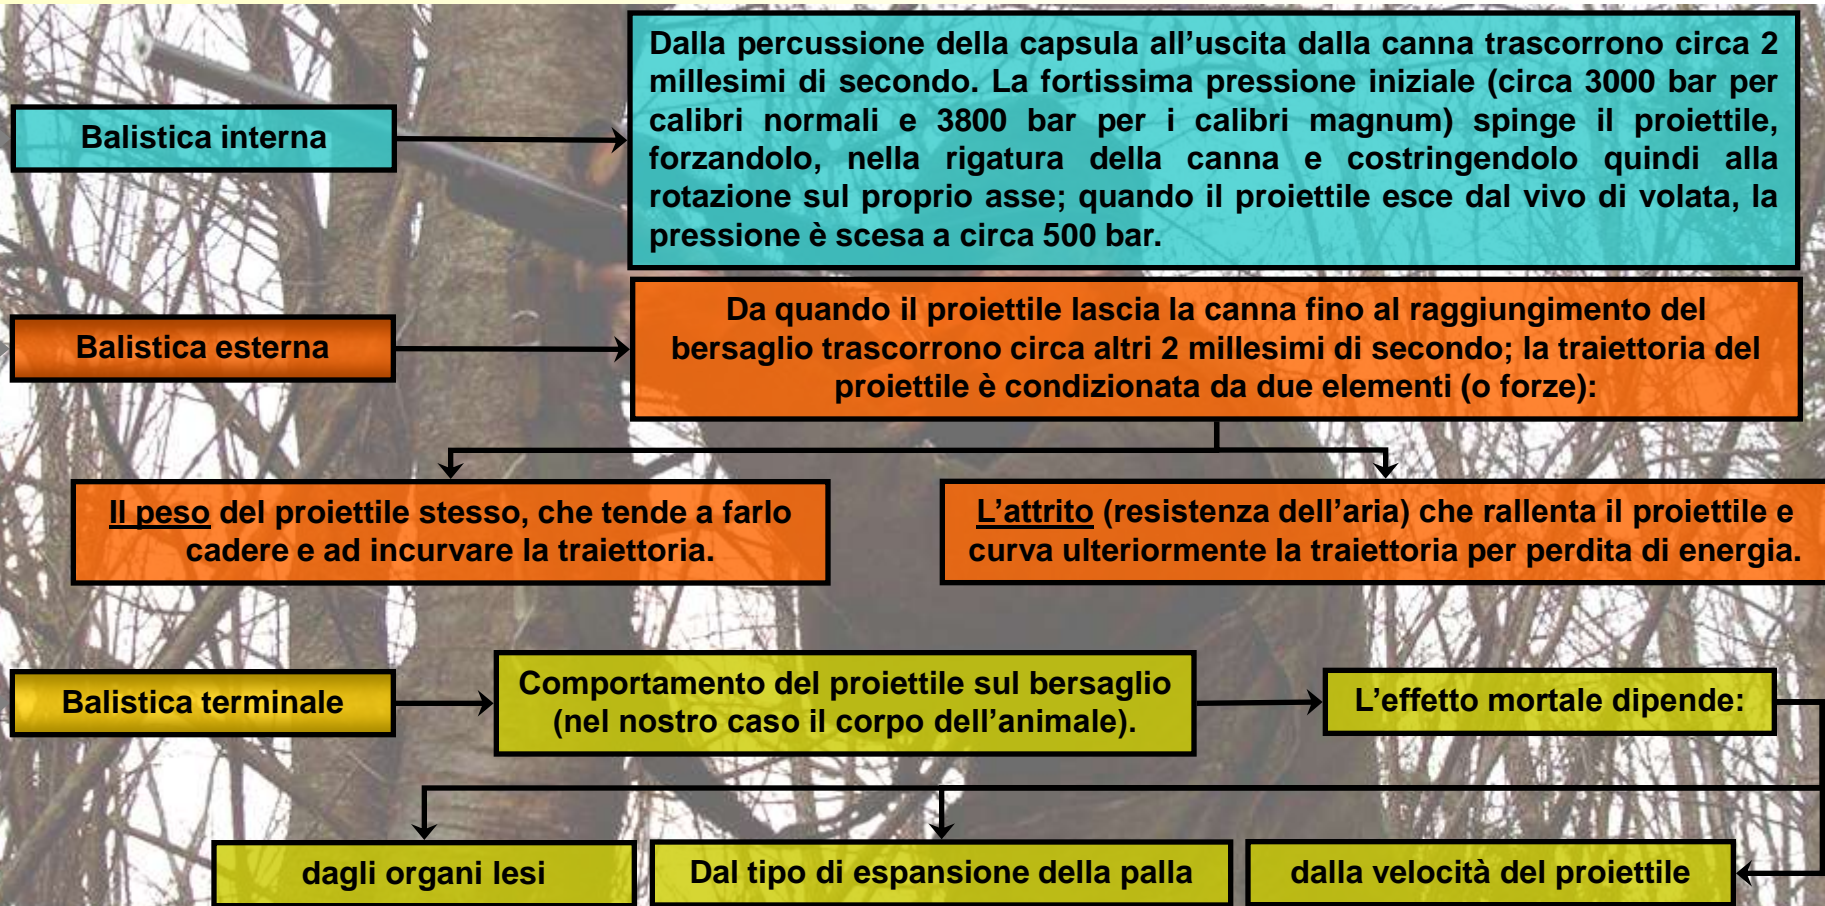 Dalla percussione della capsula all’uscita dalla canna trascorrono circa 2
millesimi di secondo. La fortissima pressione iniziale (circa 3000 bar per
calibri normali e 3800 bar per i calibri magnum) spinge il proiettile,
forzandolo, nella rigatura della canna e costringendolo quindi alla
rotazione sul proprio asse; quando il proiettile esce dal vivo di volata, la
pressione è scesa a circa 500 bar.
Balistica interna
Da quando il proiettile lascia la canna fino al raggiungimento del
bersaglio trascorrono circa altri 2 millesimi di secondo; la traiettoria del
proiettile è condizionata da due elementi (o forze):
Balistica esterna
Il peso del proiettile stesso, che tende a farlo
cadere e ad incurvare la traiettoria.
L’attrito (resistenza dell’aria) che rallenta il proiettile e
curva ulteriormente la traiettoria per perdita di energia.
Balistica terminale
Comportamento del proiettile sul bersaglio
(nel nostro caso il corpo dell’animale).
L’effetto mortale dipende:
dagli organi lesi
Dal tipo di espansione della palla
dalla velocità del proiettile